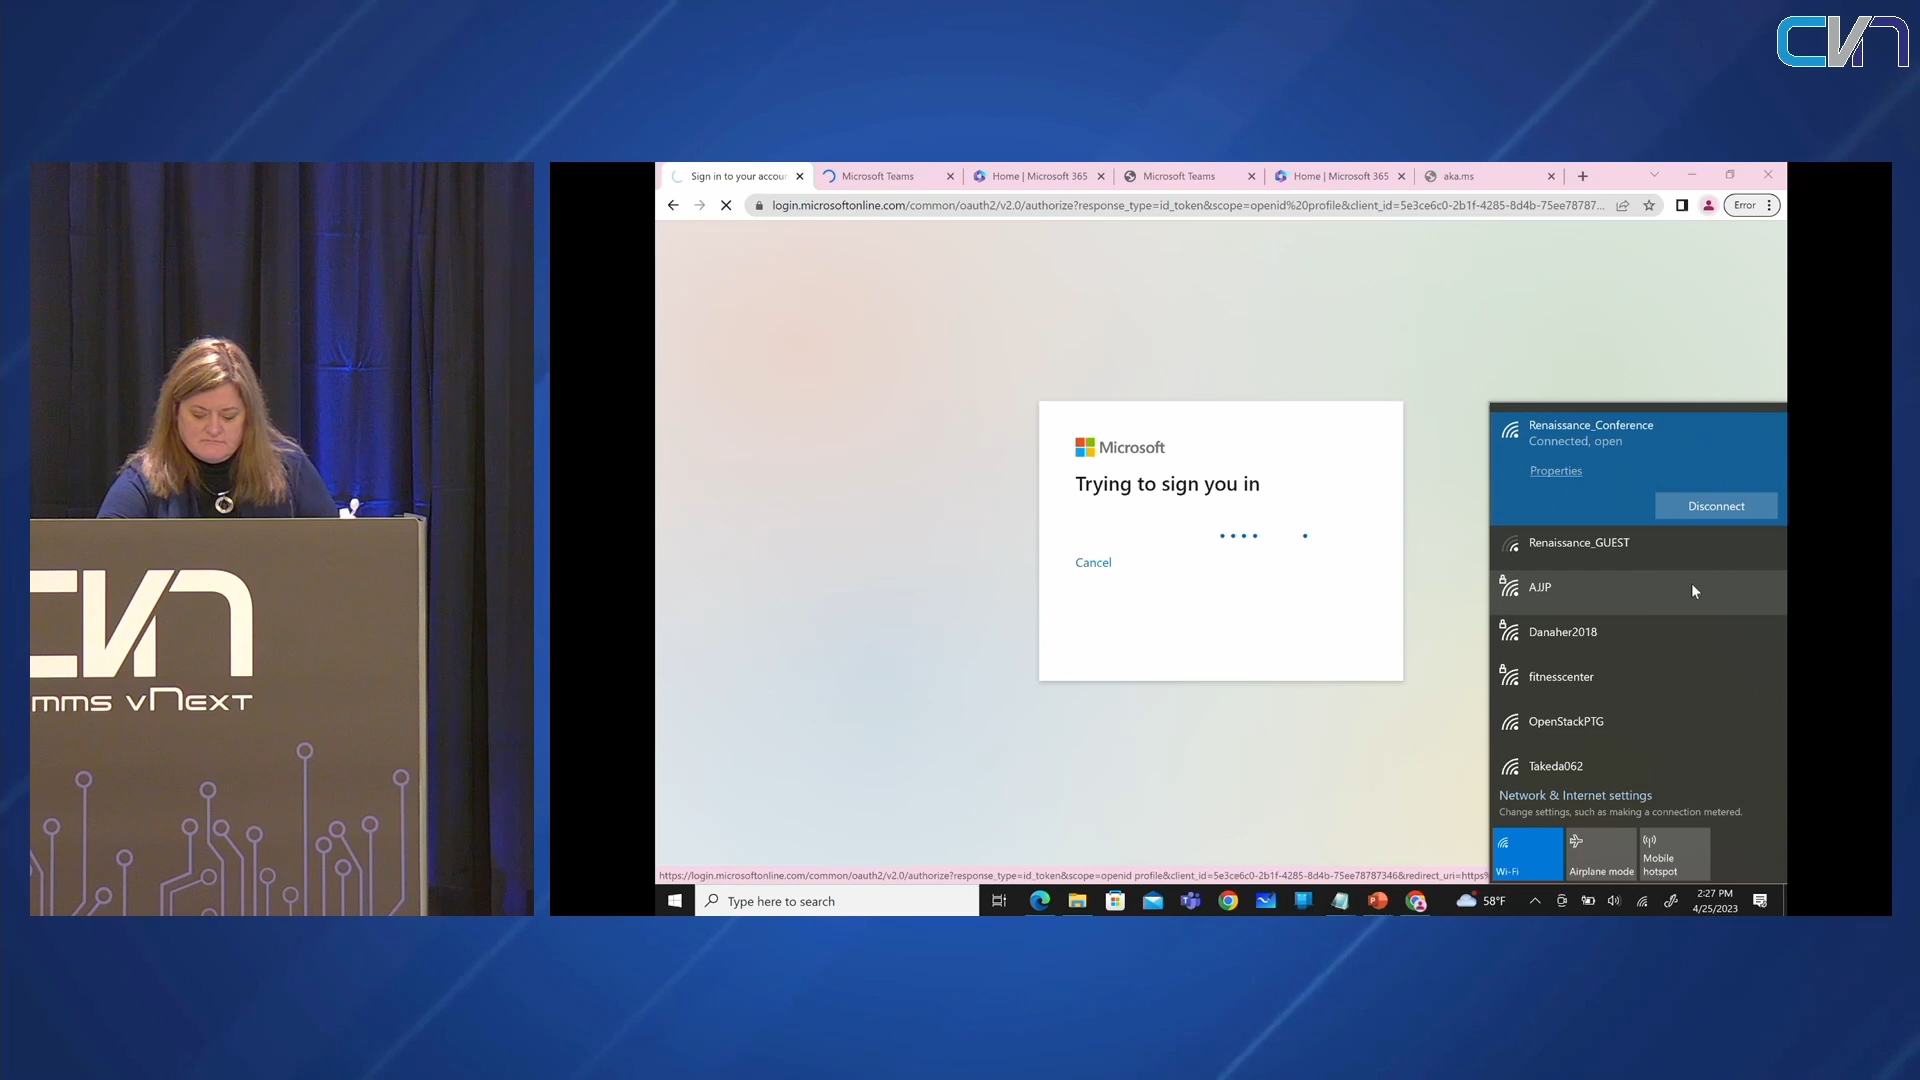 CVN
Sign in to your accou
Microsoft Teams
Home | Microsoft 365
Microsoft Teams
Home | Microsoft 365
aka.ms
login.microsoftonline.com/common/oauth2/v2.0/authorize?response_type=id_token&scope=openid%20profile&client_id=5e3ce6c0-2b1f-4285-8d4b-75ee78787...
Error
Microsoft
Trying to sign you in
Cancel
Renaissance_Conference
Connected, open
Properties
Disconnect
Renaissance_GUEST
AJJP
Danaher2018
fitnesscenter
OpenStackPTG
Takeda062
Network & Internet settings
Change settings, such as making a connection metered.
Wi-Fi
Airplane mode
Mobile
hotspot
https://login.microsoftonline.com/common/oauth2/v2.0/authorize?response_type=id_token&scope=openid profile&client_id=5e3ce6c0-2b1f-4285-8d4b-75ee78787346&redirect_uri=https%
Type here to search
58°F
2:27 PM
4/25/2023
CVN
mms vNext